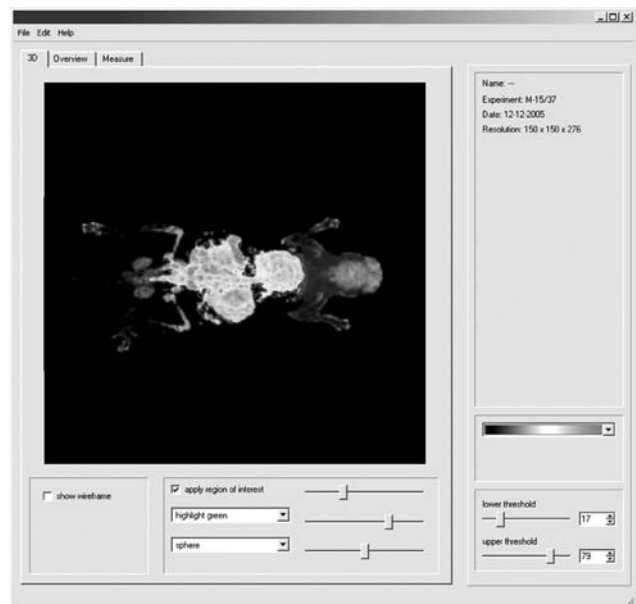 File Edit Help
3D Overview Measure
Name: --
Experiment: M-15/37
Date: 12-12-2005
Resolution: 150 x 150 x 276
show wireframe
apply region of interest
highlight green
sphere
lower threshold
17
upper threshold
79